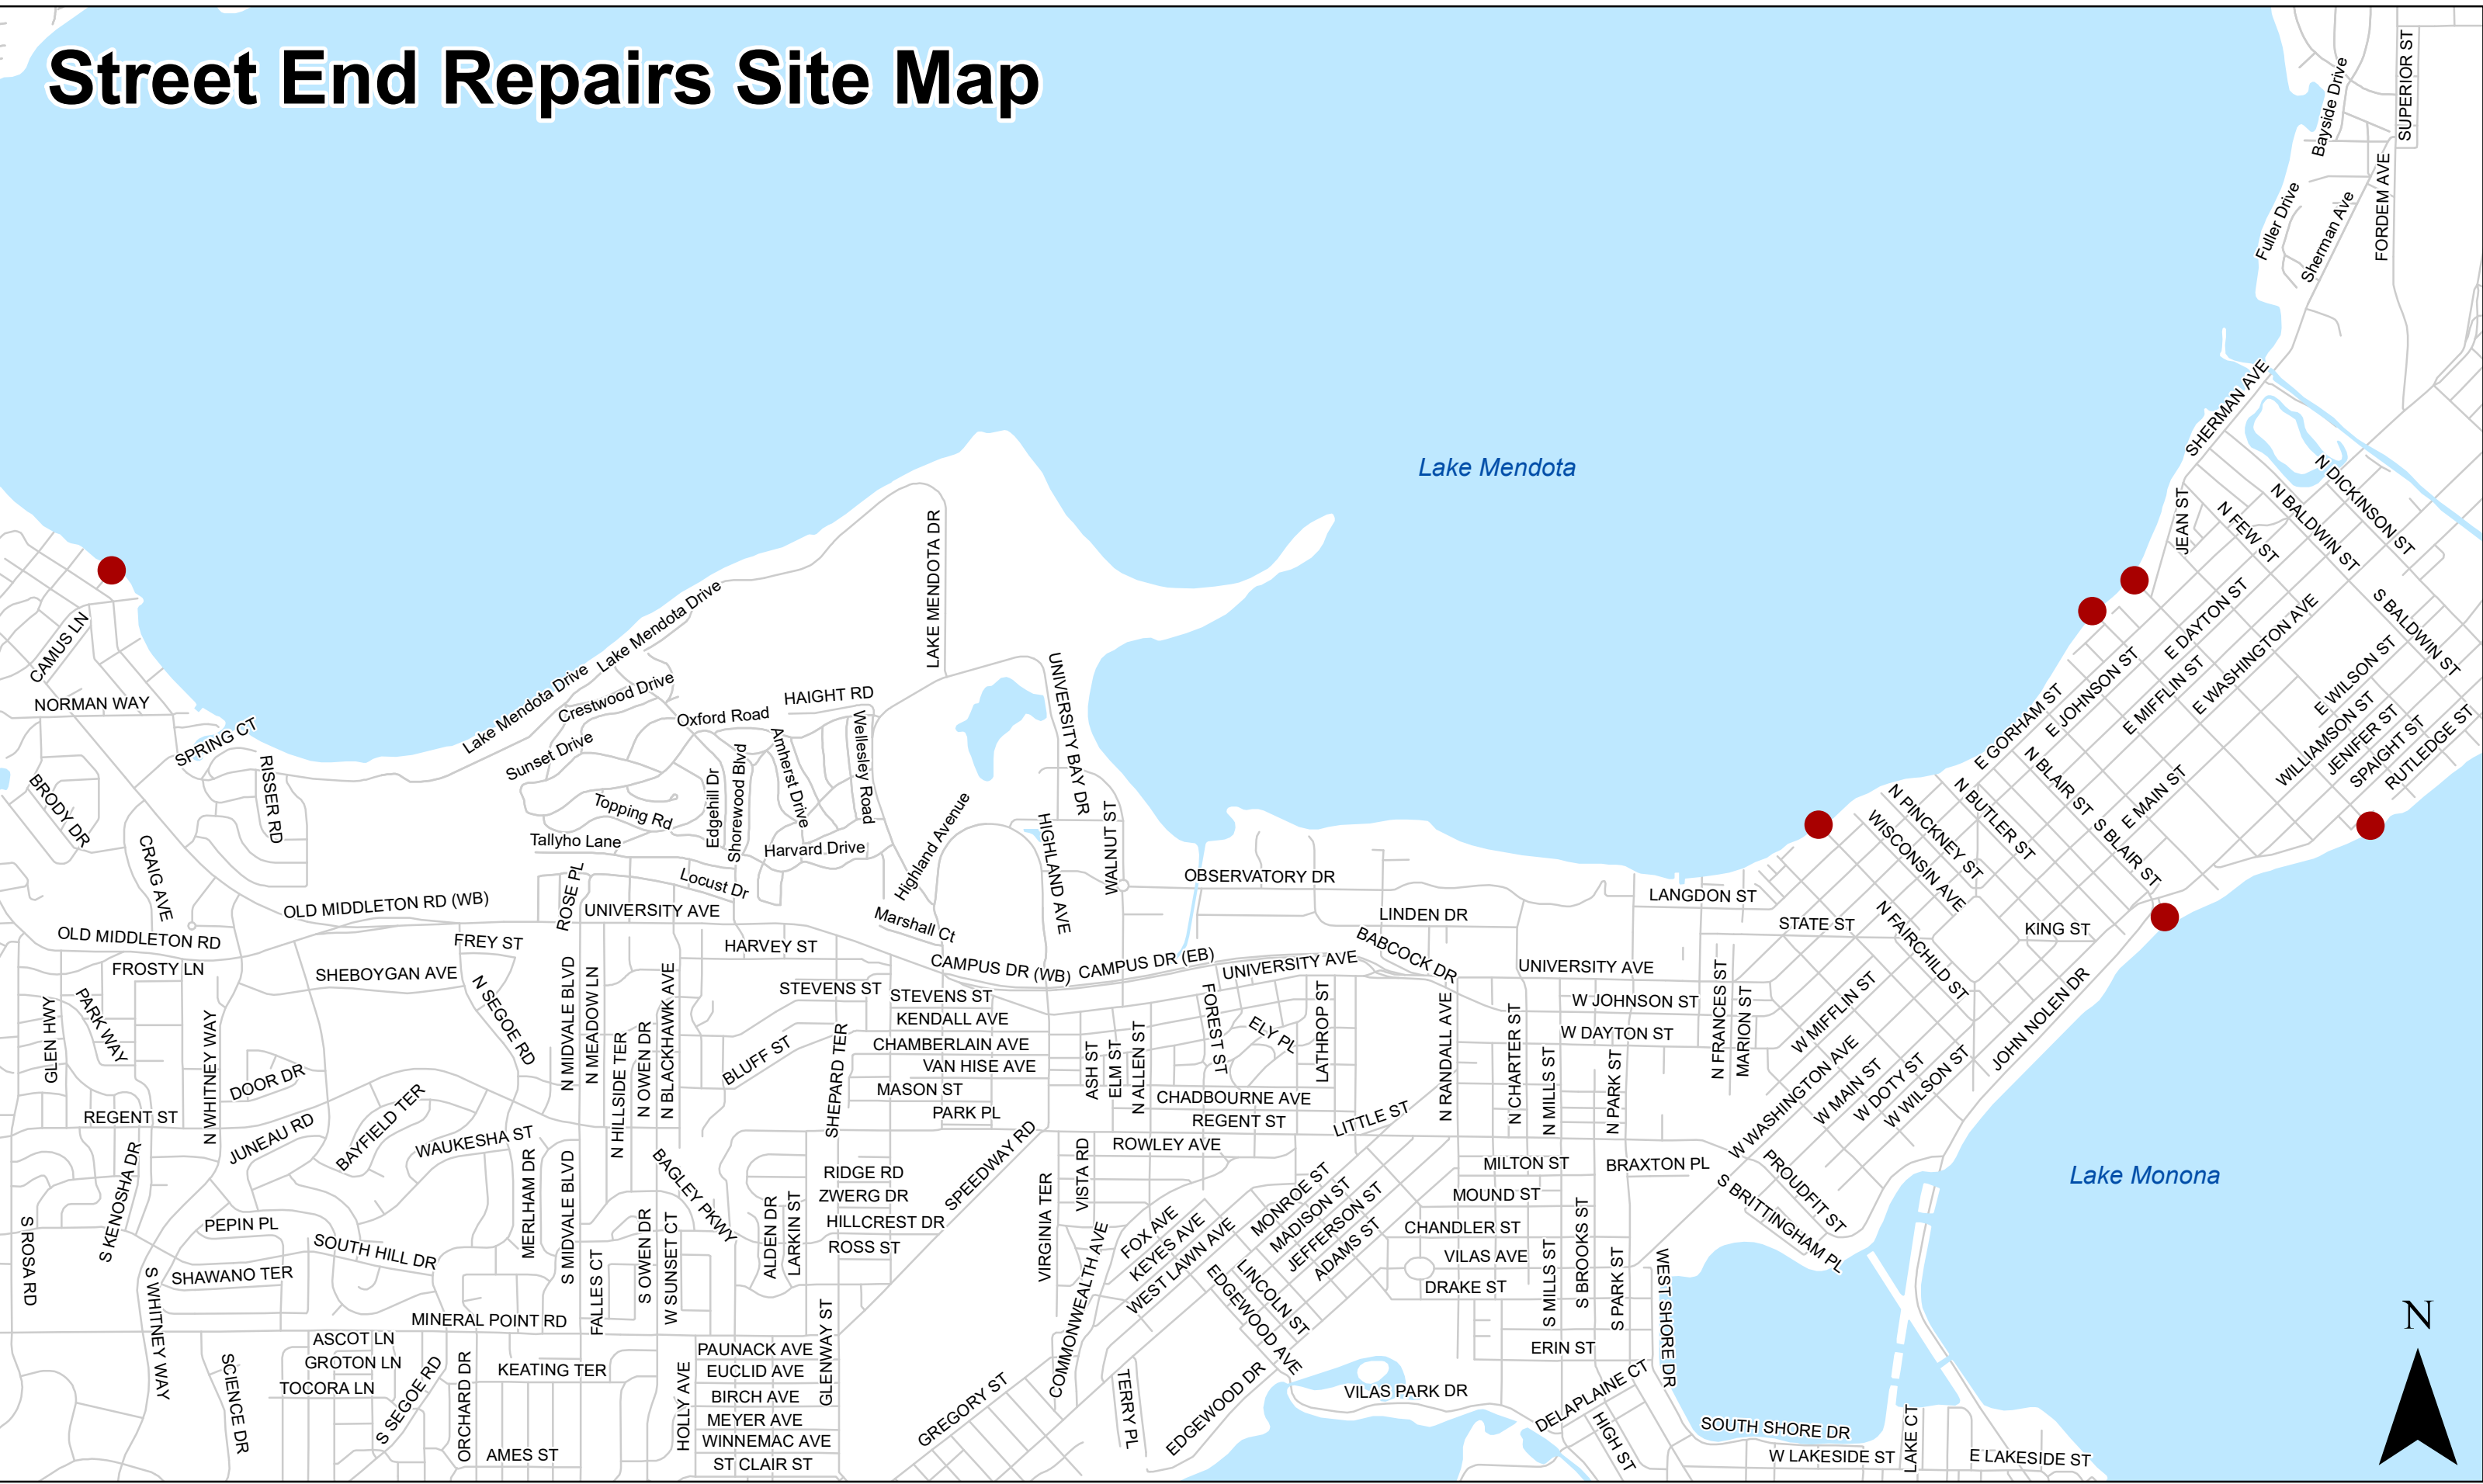 Street End Repairs Site Map
SUPERIOR ST
Bayside Drive
FORDEM AVE
Fuller Drive
Sherman Ave
SHERMAN AVE
Lake Mendota
JEAN ST
N DICKINSON ST
N BALDWIN ST
N FEW ST
S BALDWIN ST
E DAYTON ST
E WASHINGTON AVE
E MIFFLIN ST
E JOHNSON ST
E GORHAM ST
E WILSON ST
WILLIAMSON ST
JENIFER ST
SPAIGHT ST
RUTLEDGE ST
N BLAIR ST
S BLAIR ST
E MAIN ST
N BUTLER ST
N PINCKNEY ST
WISCONSIN AVE
N FAIRCHILD ST
KING ST
STATE ST
LANGDON ST
JOHN NOLEN DR
CAMUS LN
NORMAN WAY
SPRING CT
RISSER RD
BRODY DR
CRAIG AVE
Lake Mendota Drive
Lake Mendota Drive
LAKE MENDOTA DR
Crestwood Drive
Sunset Drive
Oxford Road
HAIGHT RD
Topping Rd
Tallyho Lane
Edgehill Dr
Shorewood Blvd
Amherst Drive
Wellesley Road
Harvard Drive
Locust Dr
Highland Avenue
Marshall Ct
UNIVERSITY BAY DR
HIGHLAND AVE
WALNUT ST
OBSERVATORY DR
LINDEN DR
BABCOCK DR
OLD MIDDLETON RD (WB)
OLD MIDDLETON RD
ROSE PL
UNIVERSITY AVE
FREY ST
HARVEY ST
CAMPUS DR (WB)
CAMPUS DR (EB)
UNIVERSITY AVE
UNIVERSITY AVE
FROSTY LN
SHEBOYGAN AVE
N SEGOE RD
GLEN HWY
PARK WAY
N WHITNEY WAY
N MIDVALE BLVD
N MEADOW LN
N HILLSIDE TER
N OWEN DR
N BLACKHAWK AVE
STEVENS ST
STEVENS ST
KENDALL AVE
CHAMBERLAIN AVE
VAN HISE AVE
MASON ST
PARK PL
BLUFF ST
SHEPARD TER
ASH ST
ELM ST
N ALLEN ST
FOREST ST
ELY PL
LATHROP ST
CHADBOURNE AVE
REGENT ST
LITTLE ST
ROWLEY AVE
N RANDALL AVE
N CHARTER ST
N MILLS ST
N PARK ST
W JOHNSON ST
W DAYTON ST
N FRANCES ST
MARION ST
W MIFFLIN ST
W WASHINGTON AVE
W MAIN ST
W DOTY ST
W WILSON ST
DOOR DR
REGENT ST
JUNEAU RD
BAYFIELD TER
WAUKESHA ST
S KENOSHA DR
S ROSA RD
PEPIN PL
SHAWANO TER
SOUTH HILL DR
MERLHAM DR
S MIDVALE BLVD
FALLES CT
S OWEN DR
W SUNSET CT
BAGLEY PKWY
ALDEN DR
LARKIN ST
RIDGE RD
ZWERG DR
HILLCREST DR
ROSS ST
SPEEDWAY RD
VIRGINIA TER
VISTA RD
COMMONWEALTH AVE
FOX AVE
KEYES AVE
WEST LAWN AVE
MONROE ST
MADISON ST
JEFFERSON ST
ADAMS ST
LINCOLN ST
EDGEWOOD AVE
EDGEWOOD DR
MILTON ST
BRAXTON PL
MOUND ST
CHANDLER ST
VILAS AVE
DRAKE ST
ERIN ST
S MILLS ST
S BROOKS ST
S PARK ST
WEST SHORE DR
PROUDFIT ST
S BRITTINGHAM PL
Lake Monona
S WHITNEY WAY
MINERAL POINT RD
ASCOT LN
GROTON LN
TOCORA LN
SCIENCE DR
S SEGOE RD
ORCHARD DR
KEATING TER
AMES ST
HOLLY AVE
PAUNACK AVE
EUCLID AVE
BIRCH AVE
MEYER AVE
WINNEMAC AVE
ST CLAIR ST
GLENWAY ST
GREGORY ST
TERRY PL
VILAS PARK DR
DELAPLAINE CT
HIGH ST
SOUTH SHORE DR
W LAKESIDE ST
LAKE CT
E LAKESIDE ST
N